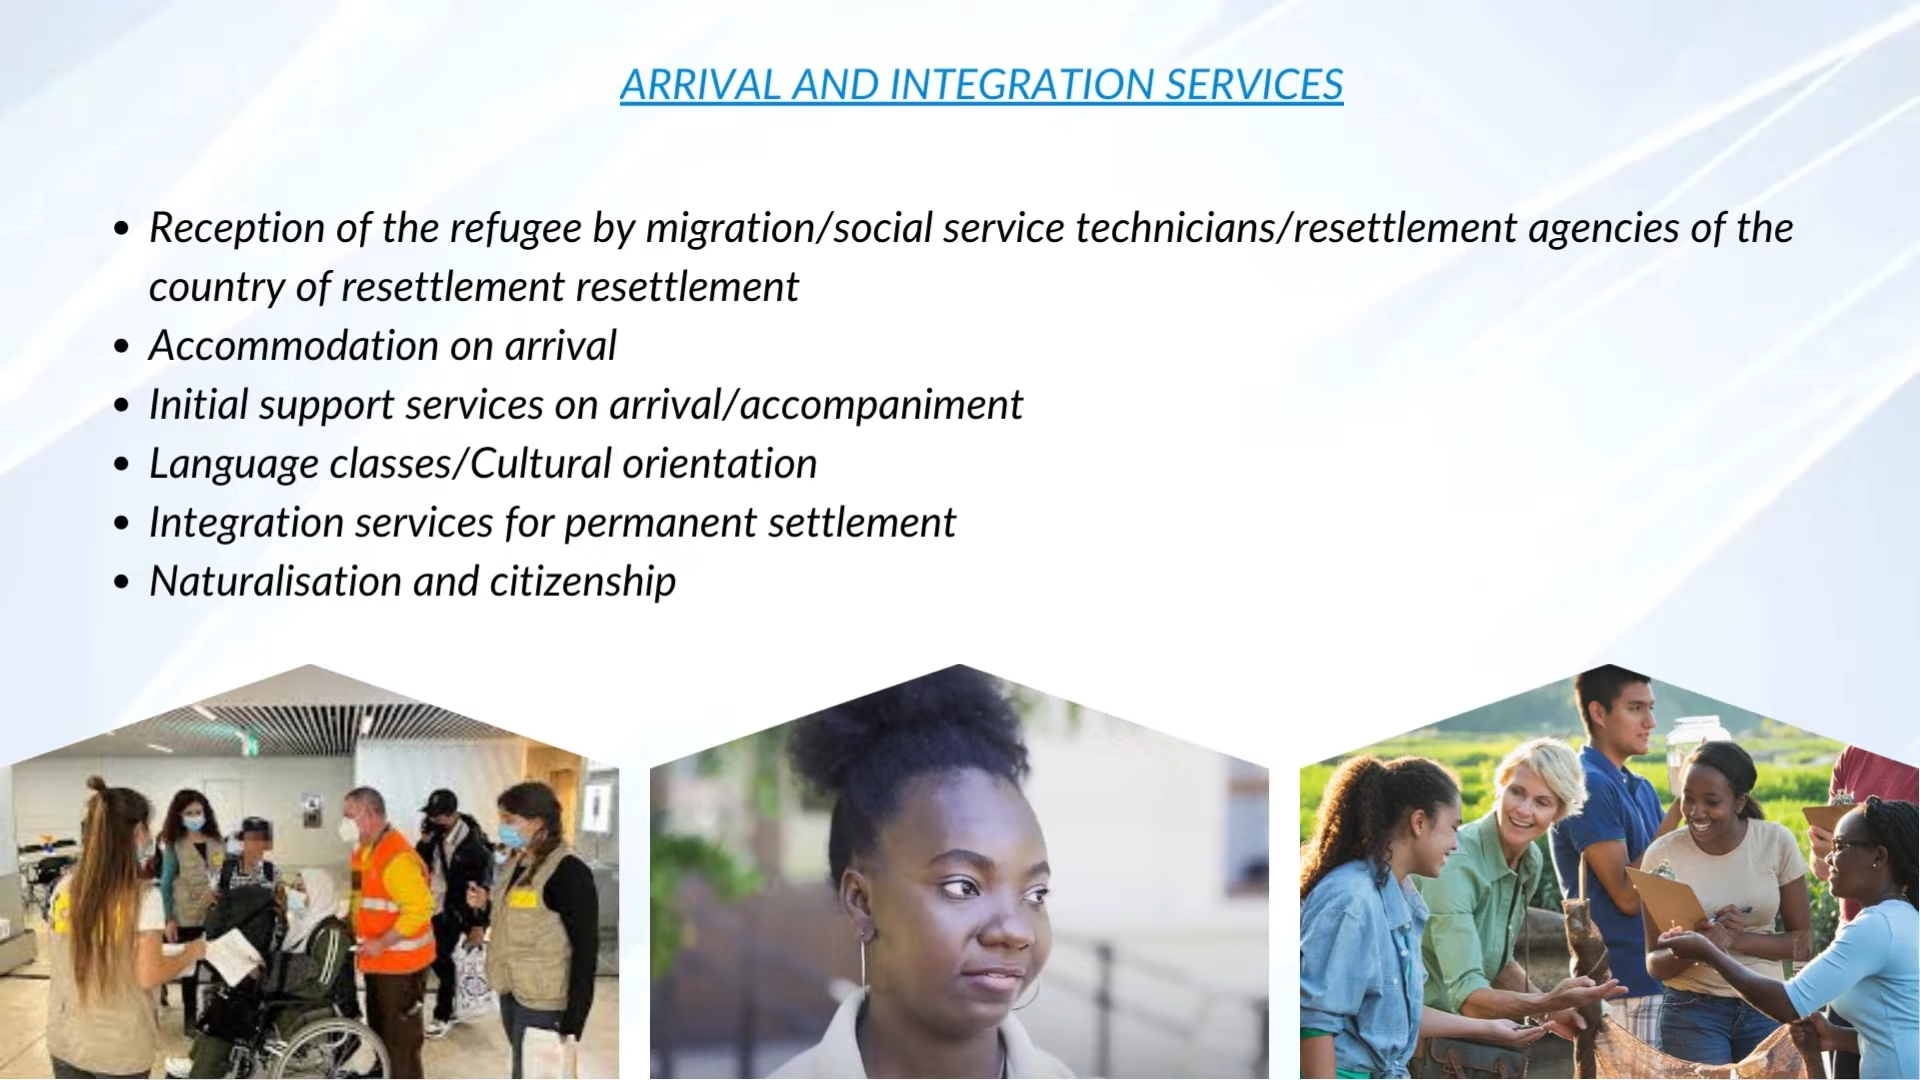 ARRIVAL AND INTEGRATION SERVICES
• Reception of the refugee by migration/social service technicians/resettlement agencies of the
country of resettlement resettlement
• Accommodation on arrival
• Initial support services on arrival/accompaniment
• Language classes/Cultural orientation
• Integration services for permanent settlement
• Naturalisation and citizenship